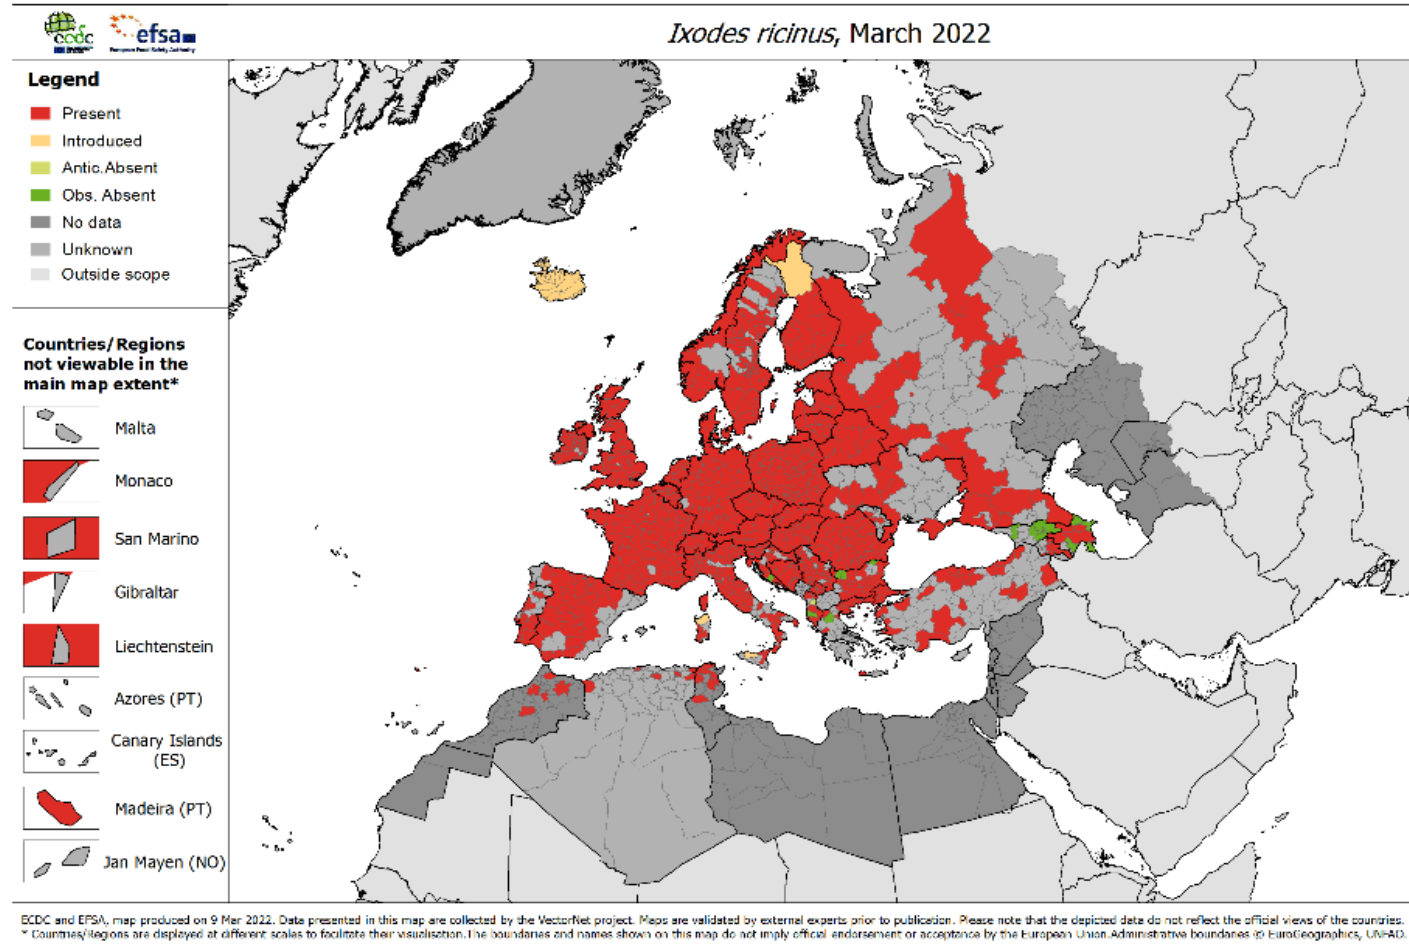 ecdc
efsa
European Food Safety Authority
Ixodes ricinus, March 2022
Legend
Present
Introduced
Antic.Absent
Obs. Absent
No data
Unknown
Outside scope
Countries/Regions
not viewable in the
main map extent*
Malta
Monaco
San Marino
Gibraltar
Liechtenstein
Azores (PT)
Canary Islands
(ES)
Madeira (PT)
Jan Mayen (NO)
ECDC and EFSA, map produced on 9 Mar 2022. Data presented in this map are collected by the VectorNet project. Maps are validated by external experts prior to publication. Please note that the depicted data do not reflect the official views of the countries.
* Countries/Regions are displayed at different scales to facilitate their visualisation. The boundaries and names shown on this map do not imply official endorsement or acceptance by the European Union. Administrative boundaries © EuroGeographics, UNFAO.